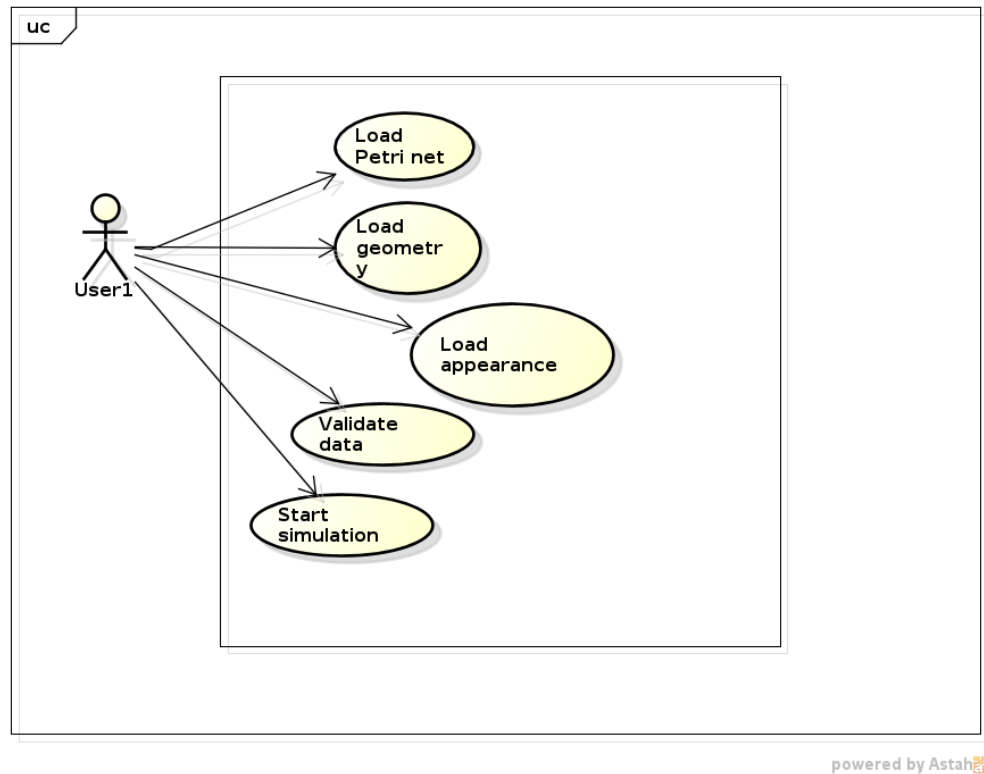 uc
Load
Petri net
Load
geometr
y
User1
Load
appearance
Validate
data
Start
simulation
powered by Astah